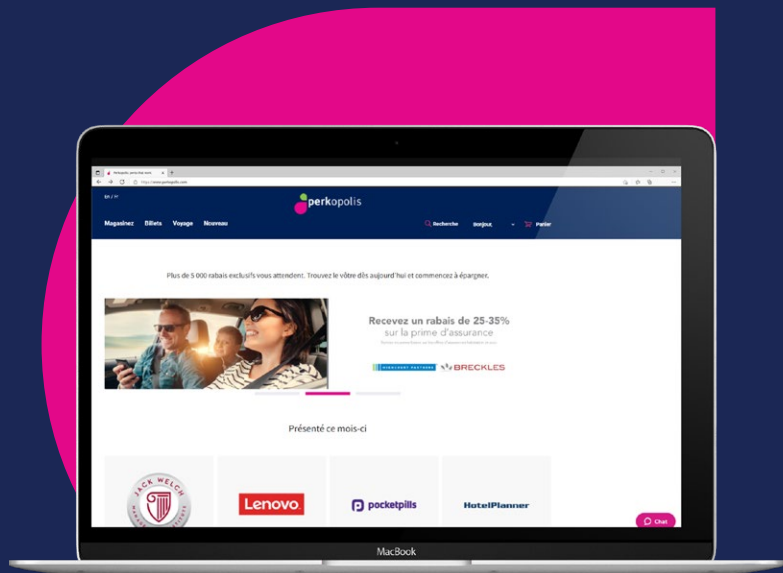 EN / FR
perkopolis
Magasinez Billets Voyage Nouveau
Recherche Bonjour, Panier
Plus de 5 000 rabais exclusifs vous attendent. Trouvez le vôtre dès aujourd'hui et commencez à épargner.
Recevez un rabais de 25-35%
sur la prime d'assurance
BRECKLES
Présenté ce mois-ci
JACK WELCH
Lenovo
pocketpills
HotelPlanner
Chat
MacBook